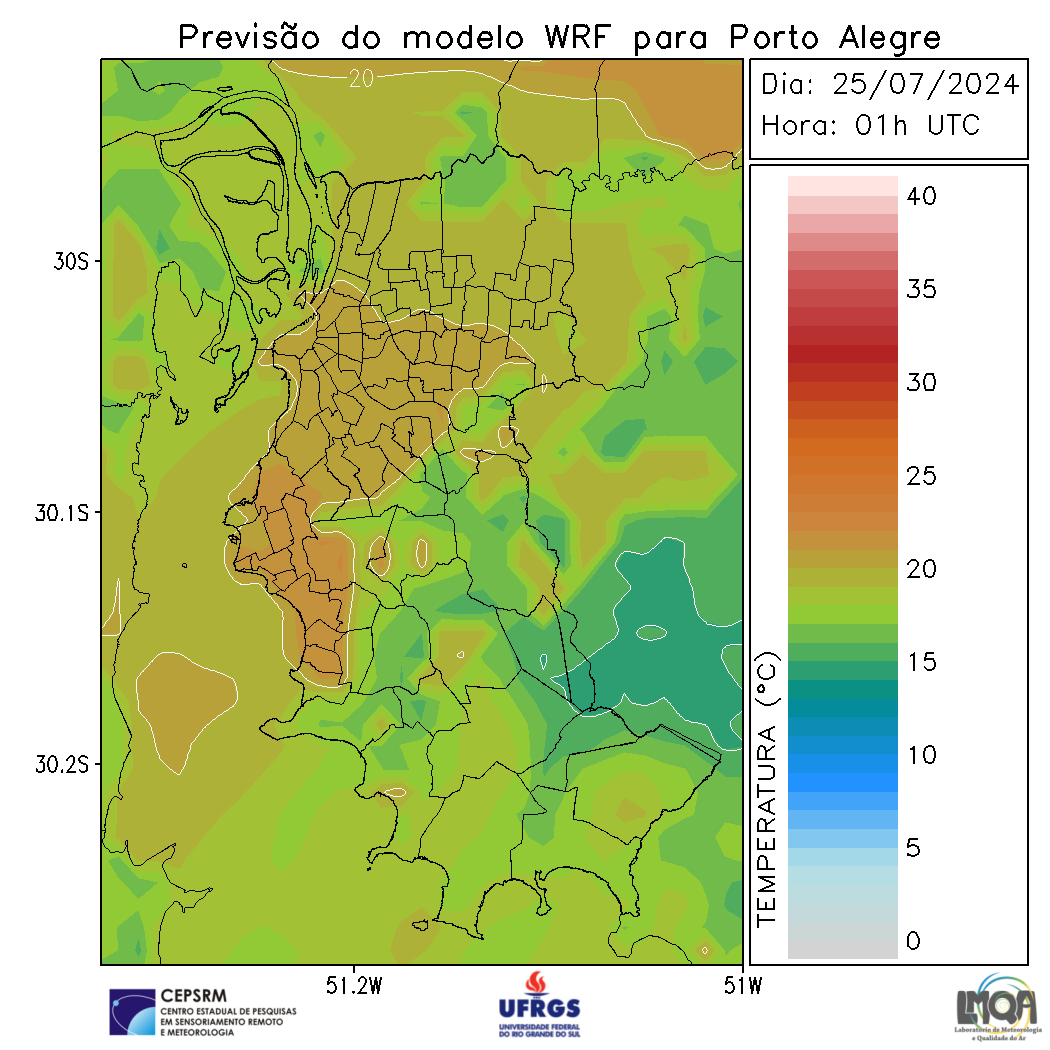 Previsão do modelo WRF para Porto Alegre
Dia: 25/07/2024
Hora: 01h UTC
20
30S
30.1S
30.2S
51.2W
51W
40
35
30
25
20
15
10
5
0
TEMPERATURA (°C)
CEPSRM
CENTRO ESTADUAL DE PESQUISAS
EM SENSORIAMENTO REMOTO
E METEOROLOGIA
UFRGS
UNIVERSIDADE FEDERAL
DO RIO GRANDE DO SUL
LMQA
Laboratório de Meteorologia
e Qualidade do Ar